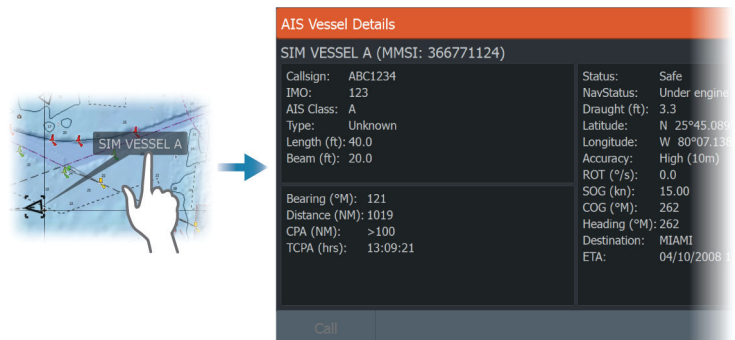 AIS Vessel Details
SIM VESSEL A (MMSI: 366771124)
Callsign: ABC1234
IMO: 123
AIS Class: A
Type: Unknown
Length (ft): 40.0
Beam (ft): 20.0
Bearing (°M): 121
Distance (NM): 1019
CPA (NM): >100
TCPA (hrs): 13:09:21
Status: Safe
NavStatus: Under engine
Draught (ft): 3.3
Latitude: N 25°45.089
Longitude: W 80°07.138
Accuracy: High (10m)
ROT (°/s): 0.0
SOG (kn): 15.00
COG (°M): 262
Heading (°M): 262
Destination: MIAMI
ETA: 04/10/2008
Call
SIM VESSEL A